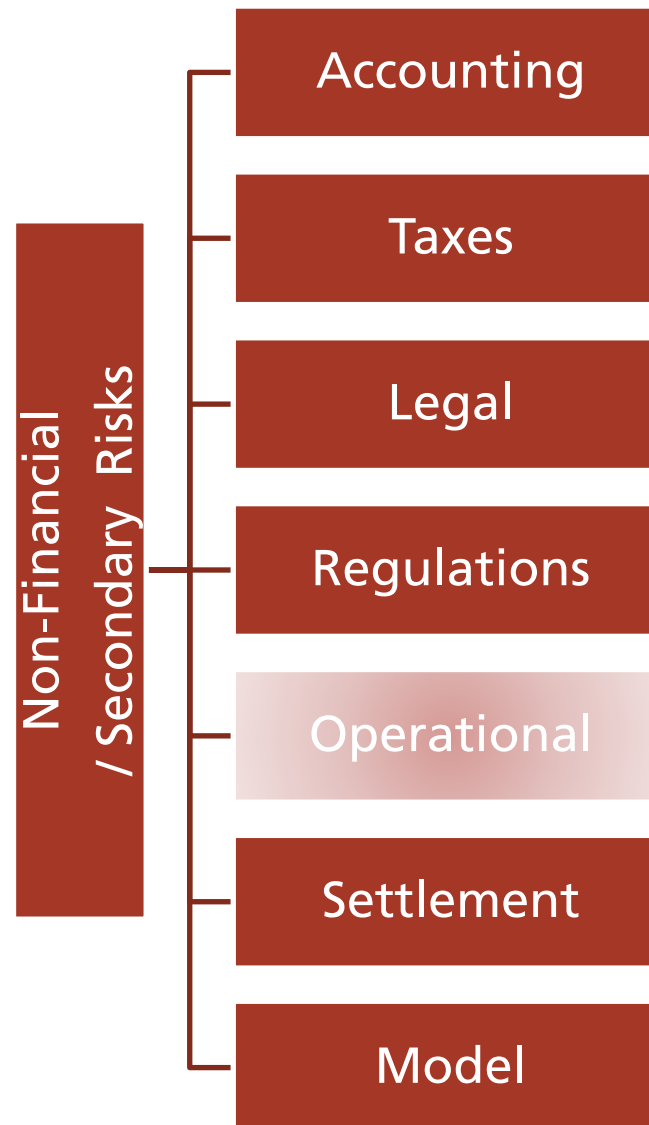 Non-Financial
/ Secondary Risks
Accounting
Taxes
Legal
Regulations
Operational
Settlement
Model